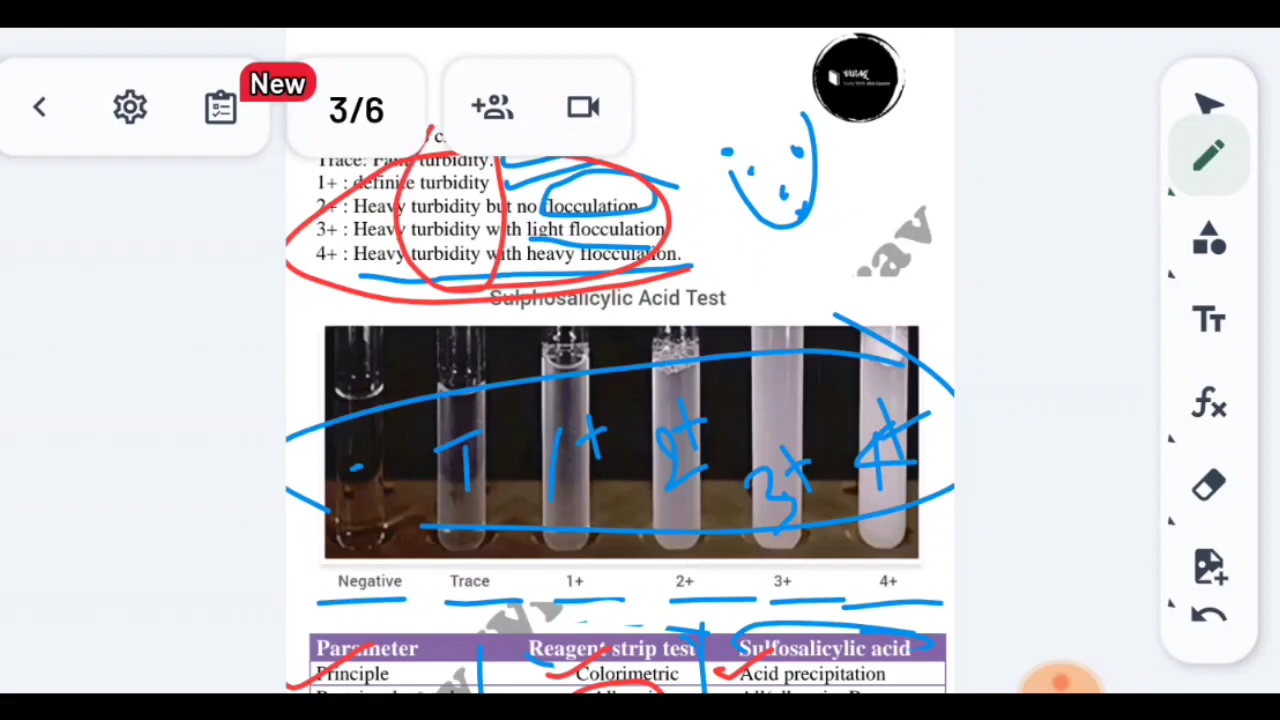 New
3/6
Trace: Faint turbidity.
1+ : definite turbidity
2+ : Heavy turbidity but no flocculation
3+ : Heavy turbidity with light flocculation
4+ : Heavy turbidity with heavy flocculation.
Sulphosalicylic Acid Test
- T 1+ 2+ 3+ 4+
Negative Trace 1+ 2+ 3+ 4+
Parameter Reagent strip test Sulfosalicylic acid
Principle Colorimetric Acid precipitation
Tт
fx